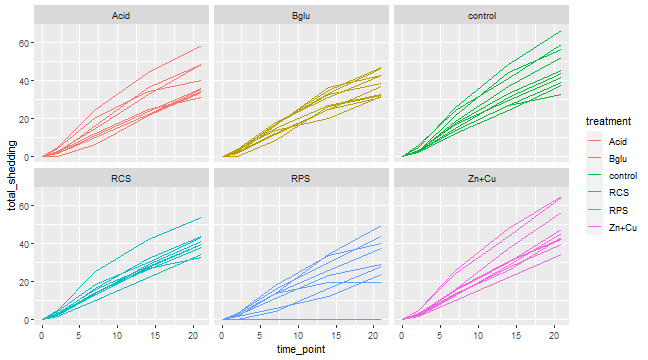 Acid Bglu control
60
40
20
0
RCS RPS Zn+Cu
60
40
20
0
0 5 10 15 20 0 5 10 15 20 0 5 10 15 20
time_point
total_shedding
treatment
Acid
Bglu
control
RCS
RPS
Zn+Cu